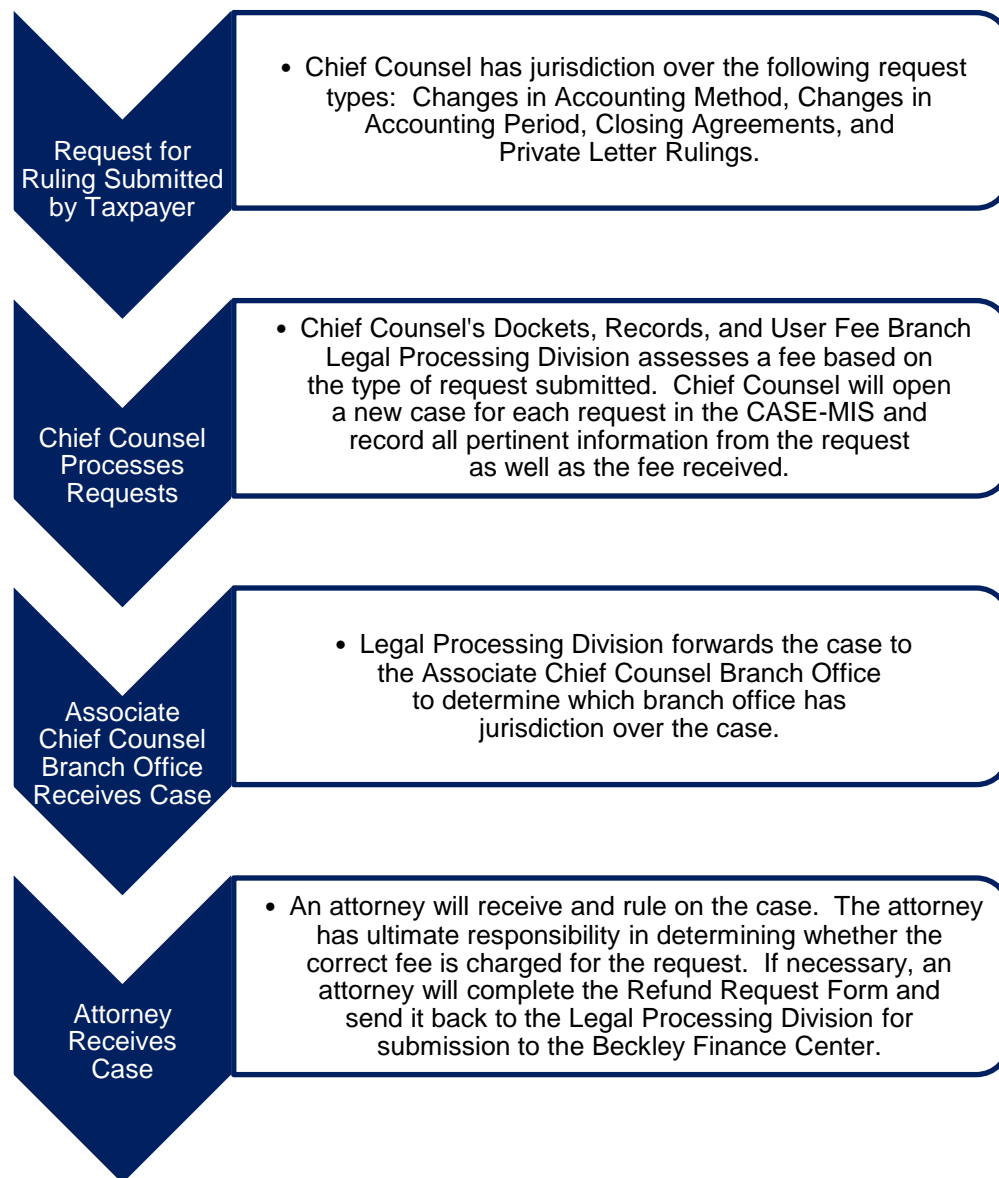 Request for
Ruling Submitted
by Taxpayer
• Chief Counsel has jurisdiction over the following request
types:  Changes in Accounting Method, Changes in
Accounting Period, Closing Agreements, and
Private Letter Rulings.
Chief Counsel
Processes
Requests
• Chief Counsel's Dockets, Records, and User Fee Branch
Legal Processing Division assesses a fee based on
the type of request submitted.  Chief Counsel will open
a new case for each request in the CASE-MIS and
record all pertinent information from the request
as well as the fee received.
Associate
Chief Counsel
Branch Office
Receives Case
• Legal Processing Division forwards the case to
the Associate Chief Counsel Branch Office
to determine which branch office has
jurisdiction over the case.
Attorney
Receives
Case
• An attorney will receive and rule on the case.  The attorney
has ultimate responsibility in determining whether the
correct fee is charged for the request.  If necessary, an
attorney will complete the Refund Request Form and
send it back to the Legal Processing Division for
submission to the Beckley Finance Center.